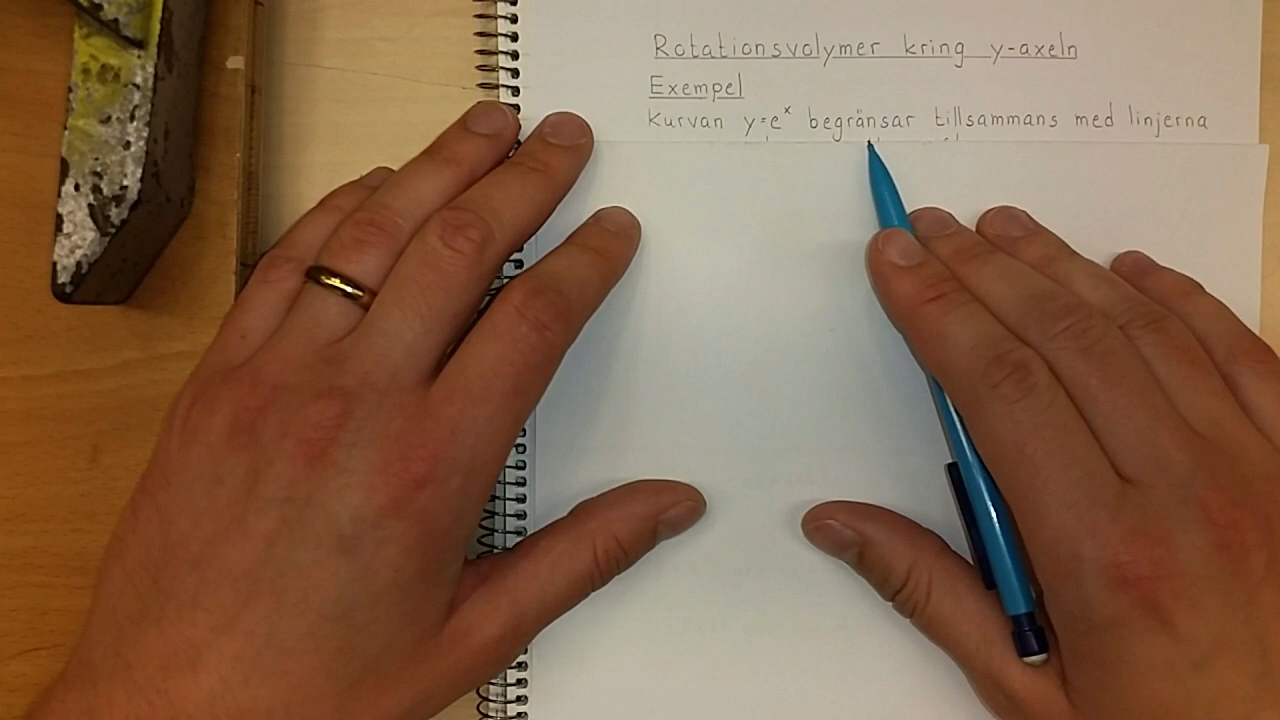 Rotationsvolymer kring y-axeln
Exempel
Kurvan y=e^x begränsar tillsammans med linjerna